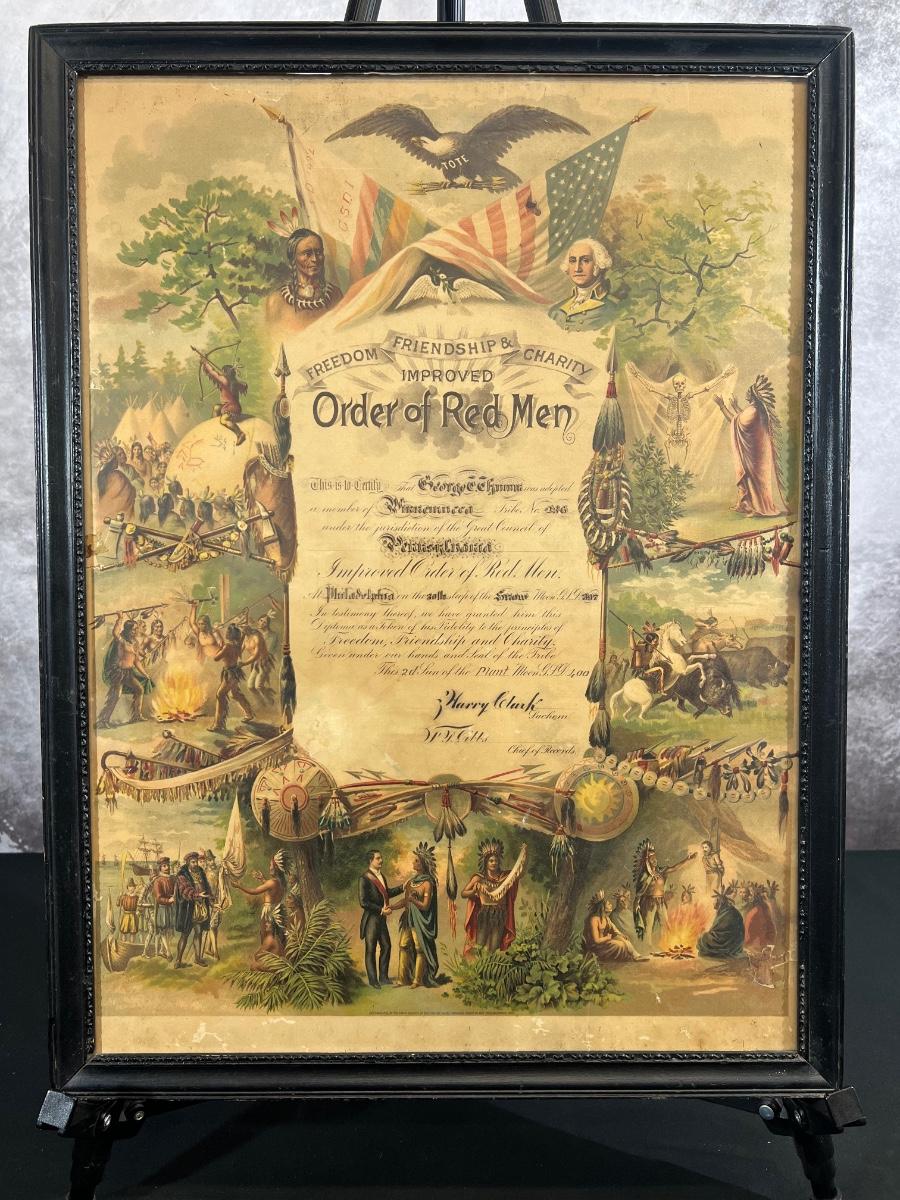 TOTE
FREEDOM FRIENDSHIP & CHARITY
IMPROVED
Order of Red Men
This is to Certify That George was adopted
a member of Winnemucca Tribe No.
under the jurisdiction of the Great Council of
Pennsylvania
Improved Order of Red Men.
At Philadelphia on the 20th sleep of the Snow Moon G.S.D.
In testimony thereof, we have granted him this
Diploma as a Token of his Fidelity to the principles of
Freedom, Friendship and Charity
Given under our hands and Seal of the Tribe
This 2d Sun of the Plant Moon G.S.D. 400
Harry Clark
Sachem
Chief of Records